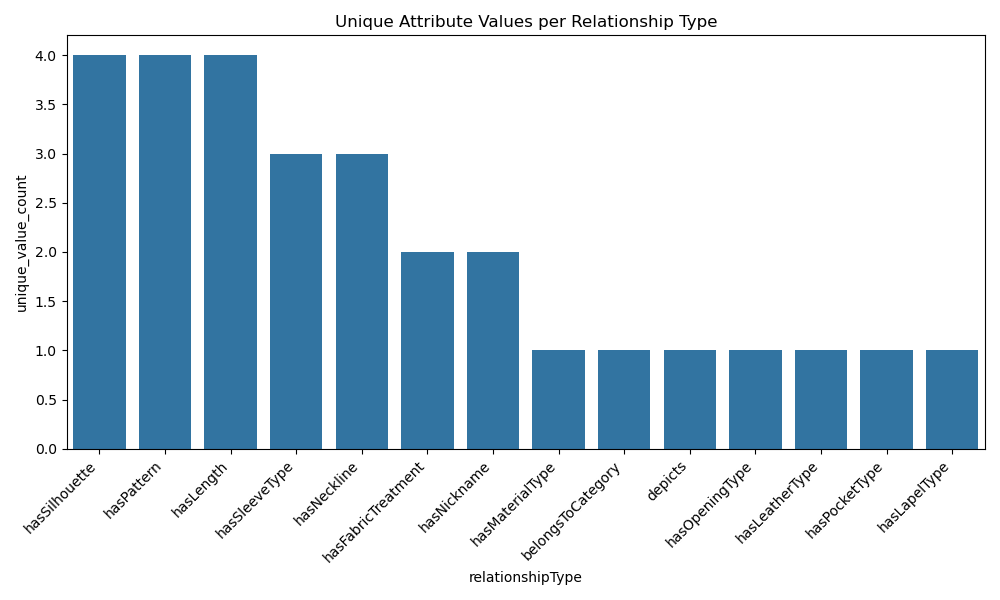 Unique Attribute Values per Relationship Type
unique_value_count
4.0
3.5
3.0
2.5
2.0
1.5
1.0
0.5
0.0
hasSilhouette
hasPattern
hasLength
hasSleeveType
hasNeckline
hasFabricTreatment
hasNickname
hasMaterialType
belongsToCategory
depicts
hasOpeningType
hasLeatherType
hasPocketType
hasLapelType
relationshipType